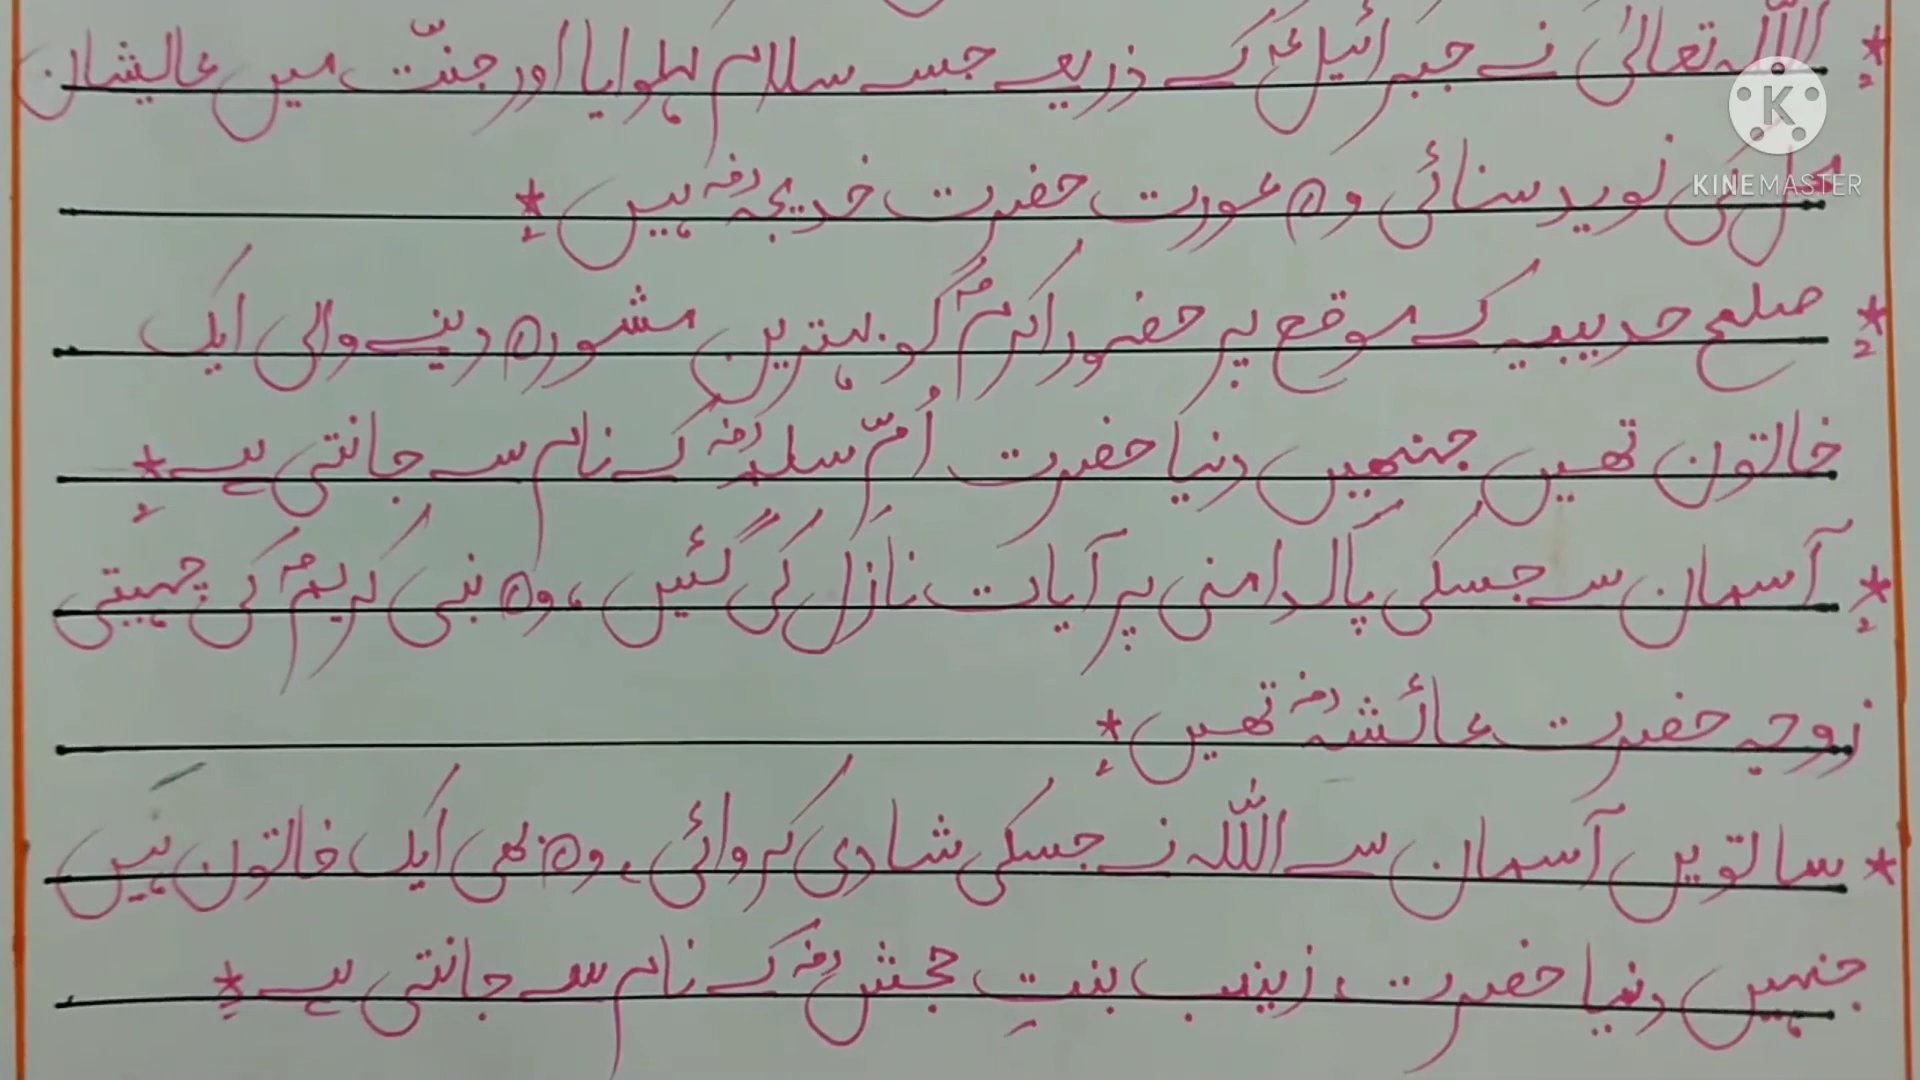 * اللہ تعالیٰ نے جبرائیلؑ کے ذریعے جسے سلام کہلوایا اور جنّت میں عالیشان
محل کی نوید سنائی وہ عورت حضرت خدیجہؓ ہیں *
* صلح حدیبیہ کے موقع پر حضور اکرمؐ کو بہترین مشورہ دینے والی ایک
خاتون تھیں جنھیں دنیا حضرت اُمِّ سلمہؓ کے نام سے جانتی ہے *
* آسمان سے جسکی پاکدامنی پر آیات نازل کی گئیں، وہ نبی کریمؐ کی چہیتی
زوجہ حضرت عائشہؓ تھیں *
* ساتویں آسمان سے اللّٰہ نے جسکی شادی کروائی، وہ بھی ایک خاتون ہیں
جنہیں دنیا حضرت زینب بنتِ جحشؓ کے نام سے جانتی ہے *
K
KINEMASTER